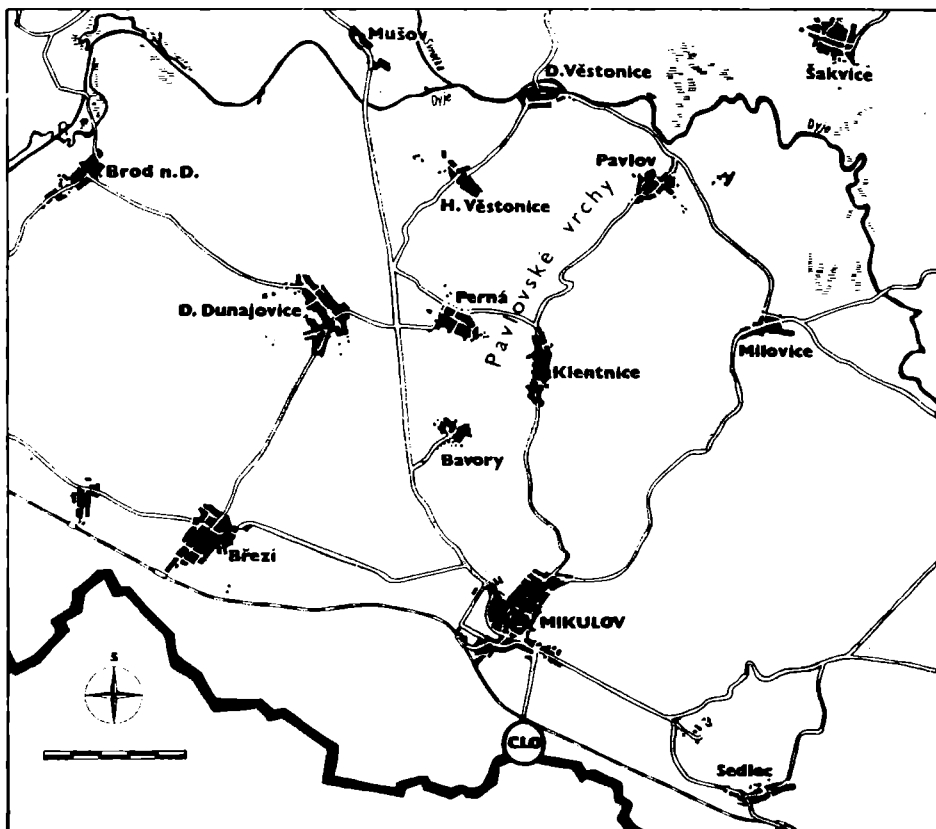 Mušov
Šakvice
D. Věstonice
Dyje
Dyje
Brod n.D.
Pavlov
H. Věstonice
Pavlovské vrchy
D. Dunajovice
Perná
Milovice
Klentnice
Bavory
Březí
MIKULOV
S
CLO
Sedlec